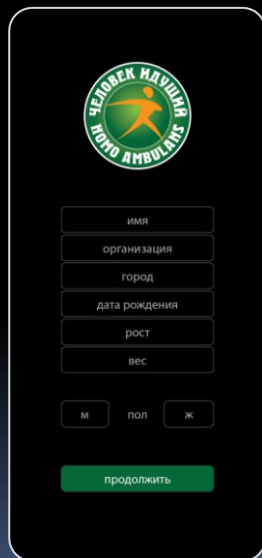 ЧЕЛОВЕК ИДУЩИЙ
HOMO AMBULANS
имя
организация
город
дата рождения
рост
вес
м пол ж
продолжить